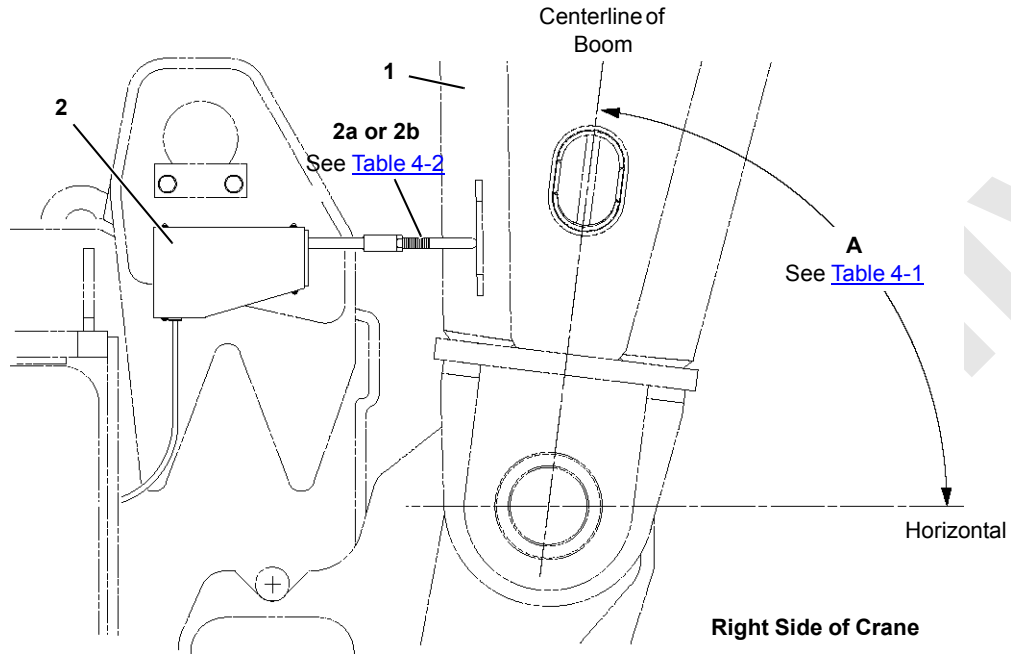 Centerline of
Boom
1
2
2a or 2b
See Table 4-2
A
See Table 4-1
Horizontal
Right Side of Crane